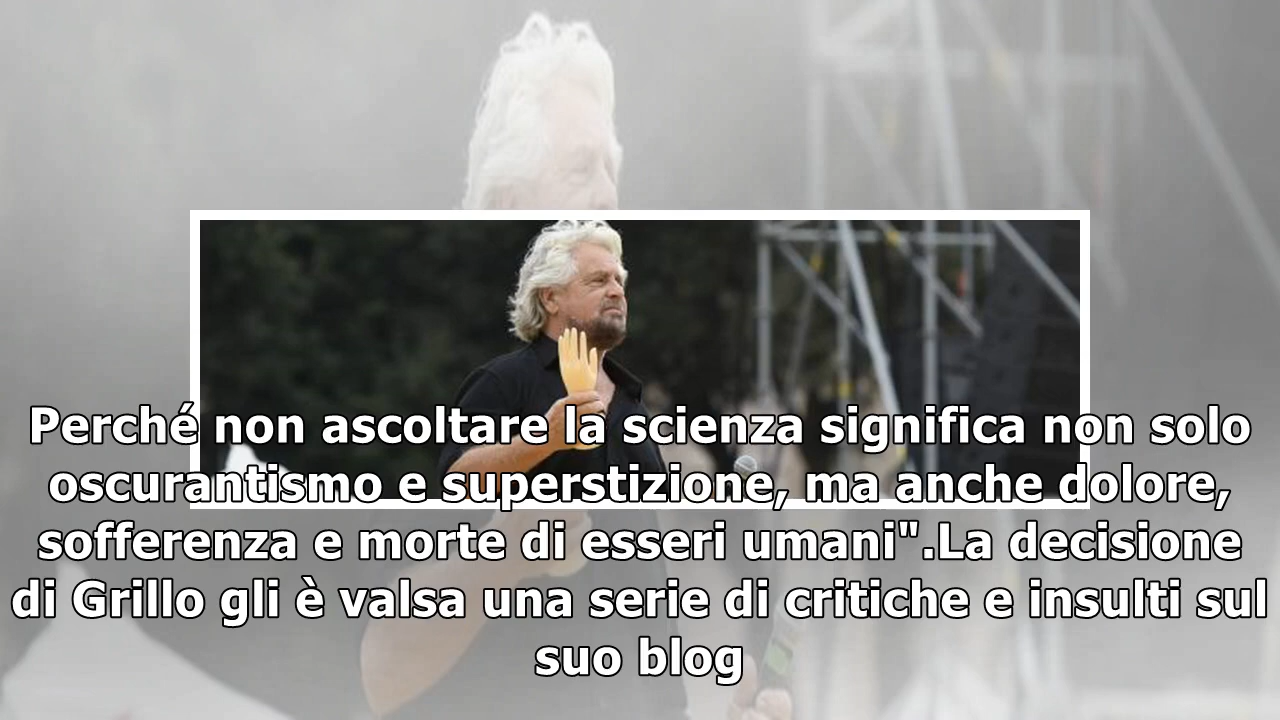 Perché non ascoltare la scienza significa non solo
oscurantismo e superstizione, ma anche dolore,
sofferenza e morte di esseri umani".La decisione
di Grillo gli è valsa una serie di critiche e insulti sul
suo blog